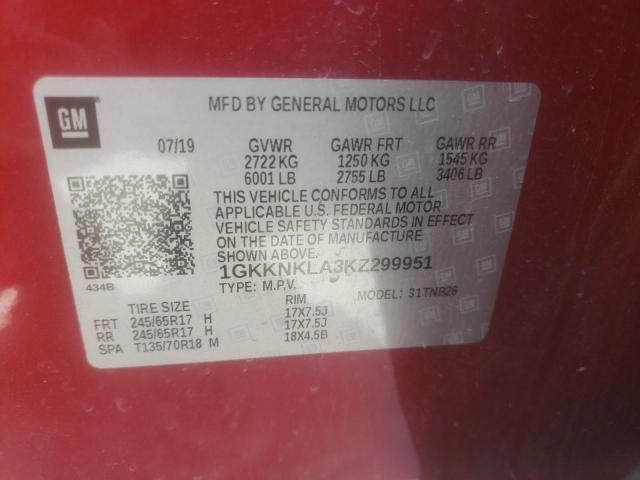 GM
MFD BY GENERAL MOTORS LLC
07/19 GVWR GAWR FRT GAWR RR
2722 KG 1250 KG 1545 KG
6001 LB 2755 LB 3406 LB
THIS VEHICLE CONFORMS TO ALL
APPLICABLE U.S. FEDERAL MOTOR
VEHICLE SAFETY STANDARDS IN EFFECT
ON THE DATE OF MANUFACTURE SHOWN ABOVE.
1GKKNKLA3KZ299951
434B
TYPE: M.P.V. MODEL: 31TNB26
TIRE SIZE RIM
FRT 245/65R17 H 17X7.5J
RR 245/65R17 H 17X7.5J
SPA T135/70R18 M 18X4.5B